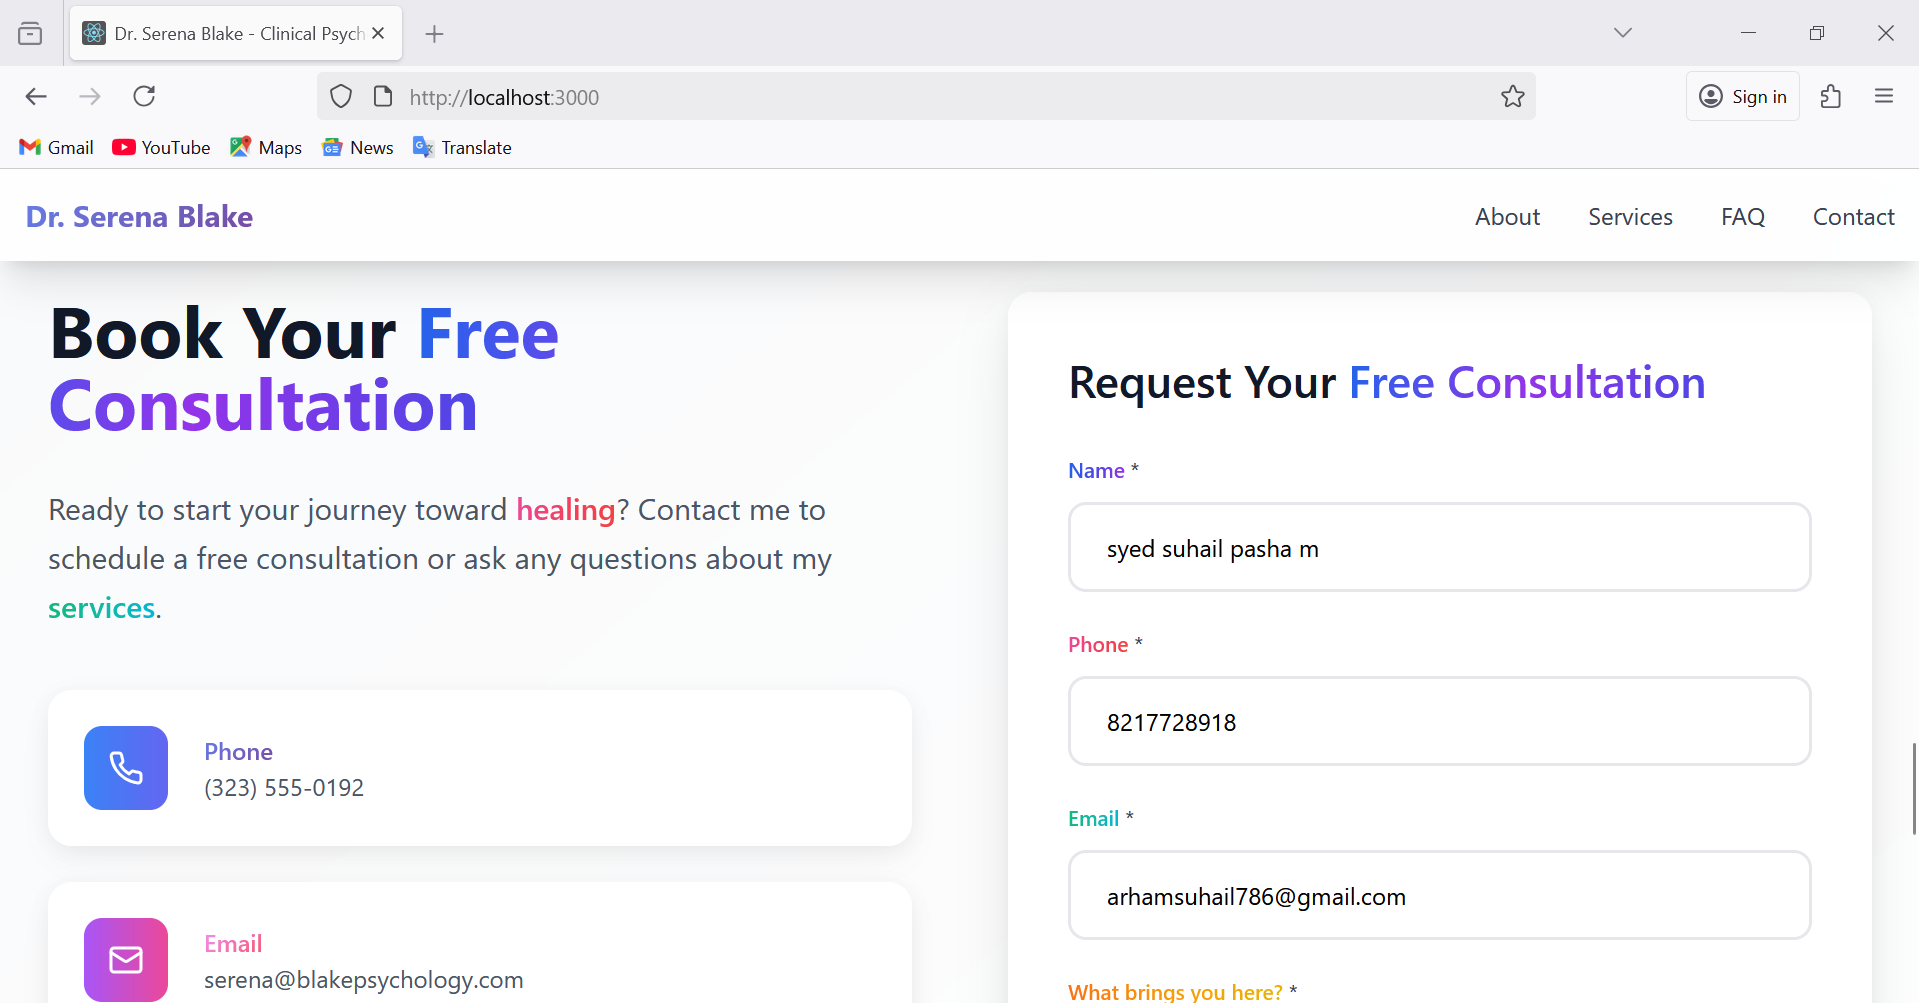 Dr. Serena Blake - Clinical Psych
http://localhost:3000
Sign in
Gmail
YouTube
Maps
News
Translate
Dr. Serena Blake
About
Services
FAQ
Contact
Book Your Free
Consultation
Ready to start your journey toward healing? Contact me to
schedule a free consultation or ask any questions about my
services.
Phone
(323) 555-0192
Email
serena@blakepsychology.com
Request Your Free Consultation
Name *
syed suhail pasha m
Phone *
8217728918
Email *
arhamsuhail786@gmail.com
What brings you here? *